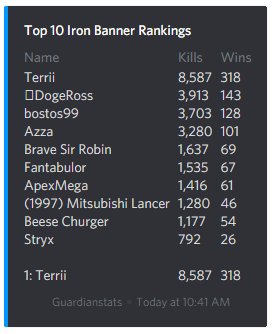 Top 10 Iron Banner Rankings
Name Kills Wins
Terrii 8,587 318
DogeRoss 3,913 143
bostos99 3,703 128
Azza 3,280 101
Brave Sir Robin 1,637 69
Fantabulor 1,535 67
ApexMega 1,416 61
(1997) Mitsubishi Lancer 1,280 46
Beese Churger 1,177 54
Stryx 792 26
1: Terrii 8,587 318
Guardianstats • Today at 10:41 AM